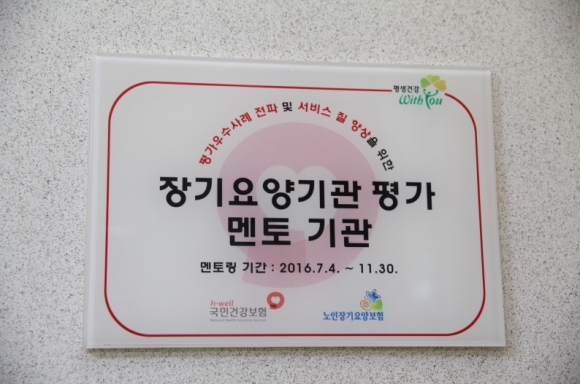 평생건강
With You
평가우수사례 전파 및 서비스 질 향상을 위한
장기요양기관 평가
멘토 기관
멘토링 기간 : 2016.7.4. ~ 11.30.
h-well
국민건강보험
노인장기요양보험